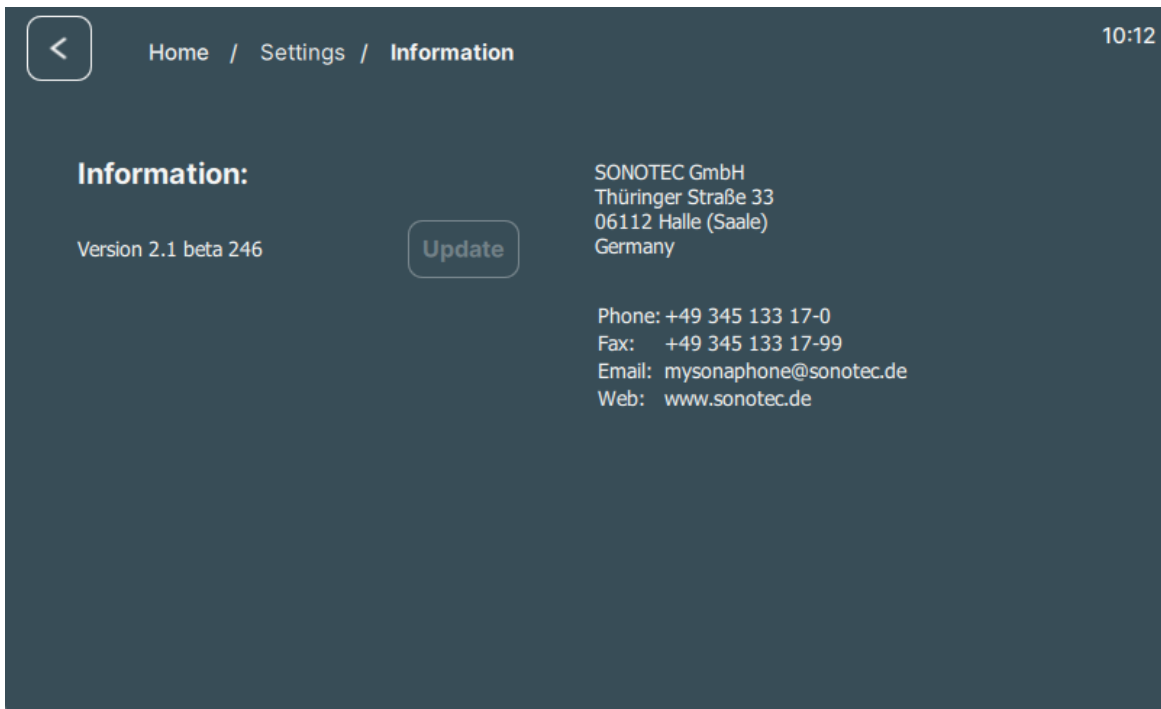 <
Home / Settings / Information
10:12
Information:
Version 2.1 beta 246
Update
SONOTEC GmbH
Thüringer Straße 33
06112 Halle (Saale)
Germany
Phone: +49 345 133 17-0
Fax: +49 345 133 17-99
Email: mysonaphone@sonotec.de
Web: www.sonotec.de